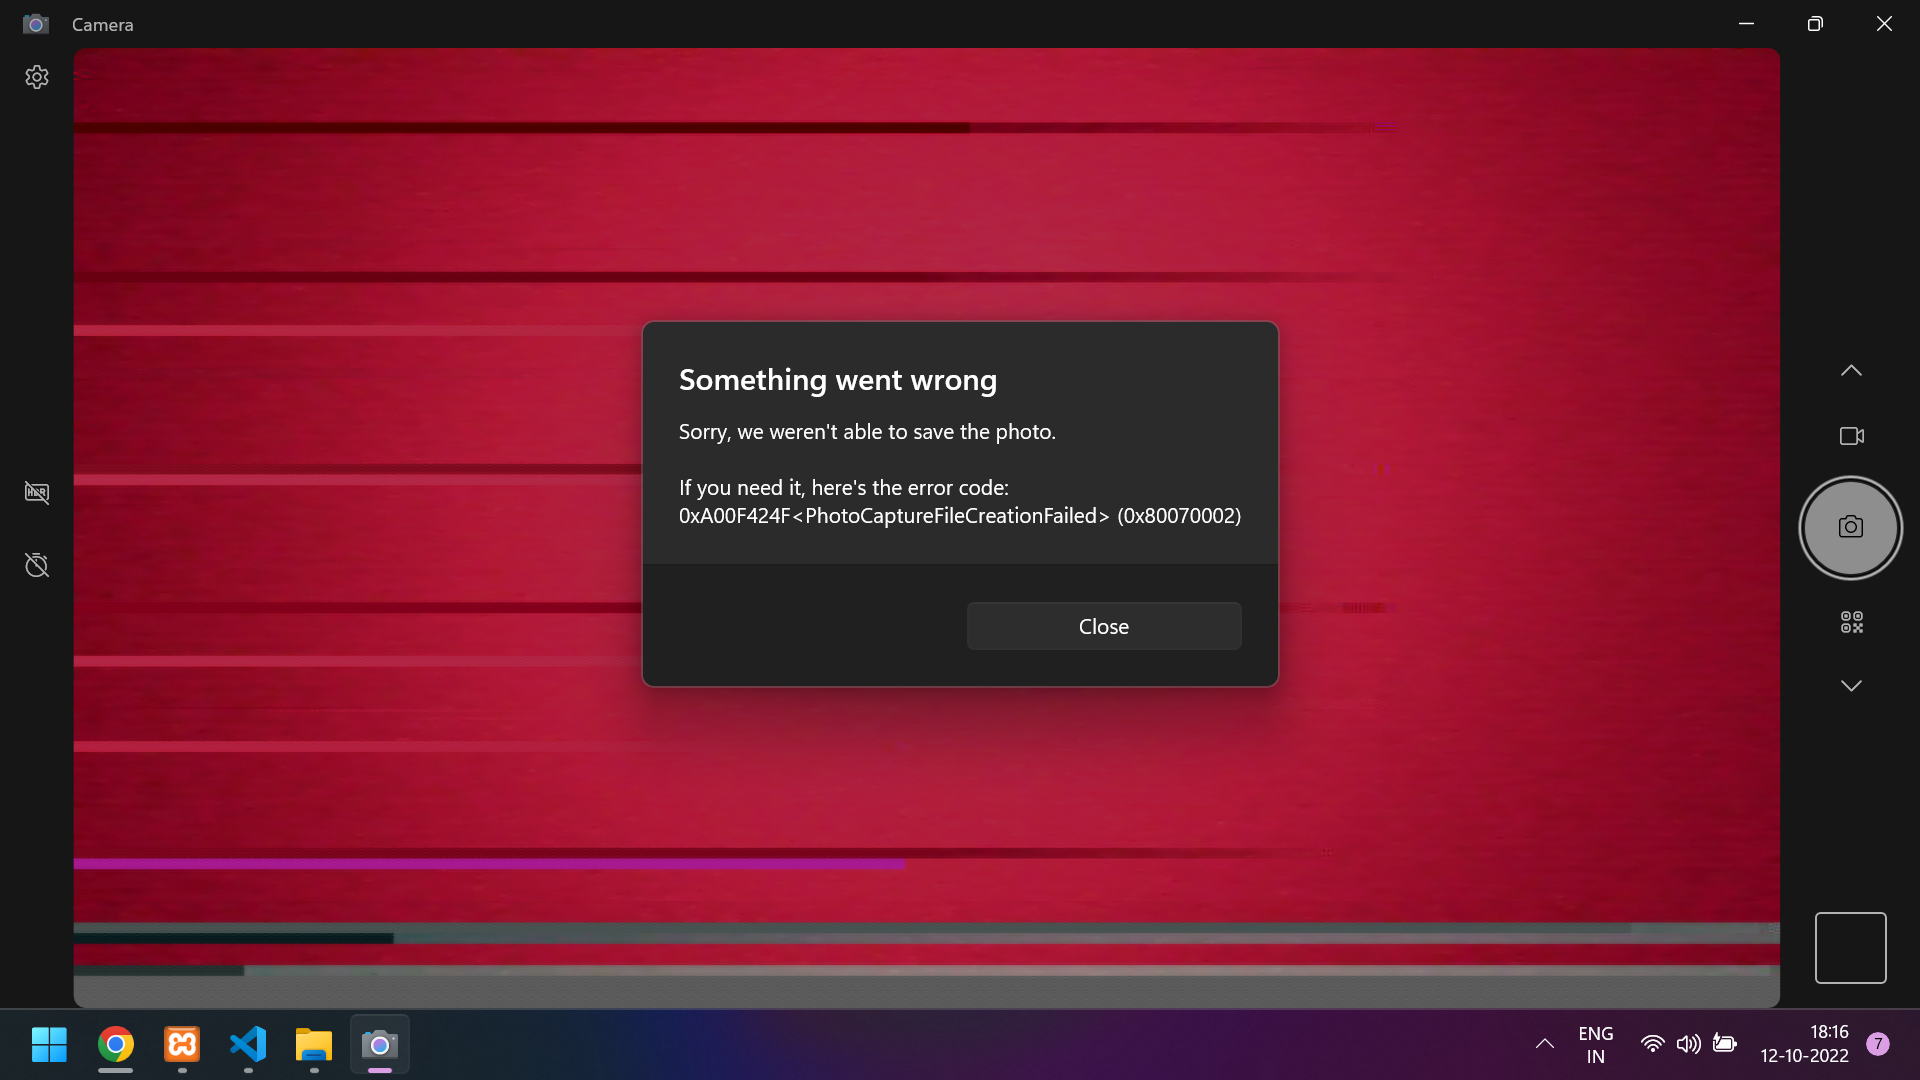 Camera
HDR
Something went wrong
Sorry, we weren't able to save the photo.
If you need it, here's the error code:
0xA00F424F<PhotoCaptureFileCreationFailed> (0x80070002)
Close
ENG
IN
18:16
12-10-2022
7